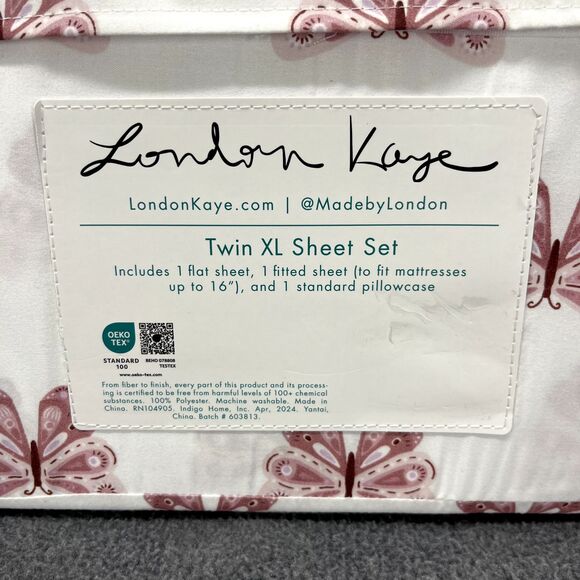 London Kaye
LondonKaye.com | @MadebyLondon
Twin XL Sheet Set
Includes 1 flat sheet, 1 fitted sheet (to fit mattresses
up to 16"), and 1 standard pillowcase
OEKO
TEX®
STANDARD
100
BEHO 078808
TESTEX
www.oeko-tex.com
From fiber to finish, every part of this product and its process-
ing is certified to be free from harmful levels of 100+ chemical
substances. 100% Polyester. Machine washable. Made in
China. RN104905. Indigo Home, Inc. Apr, 2024. Yantai,
China. Batch # 603813.